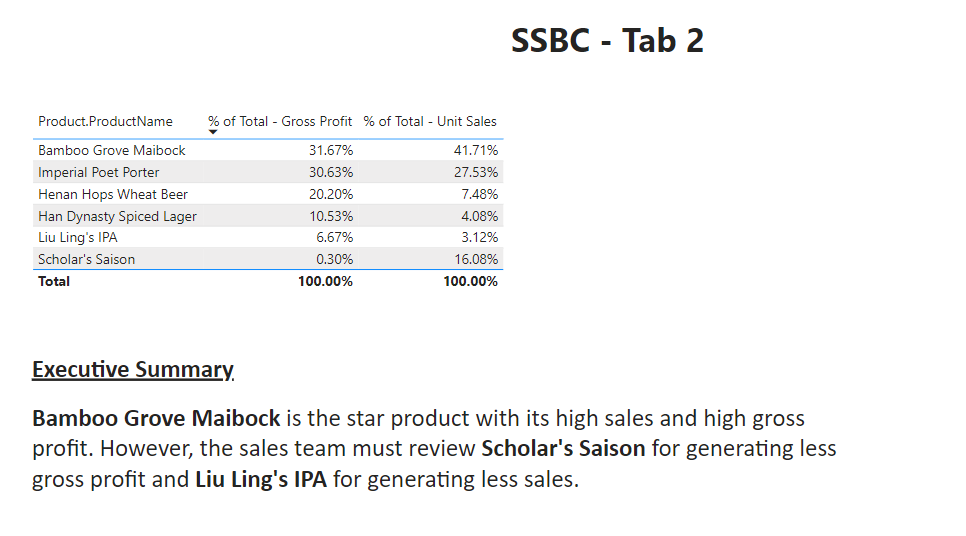 SSBC - Tab 2
Product.ProductName % of Total - Gross Profit % of Total - Unit Sales
Bamboo Grove Maibock 31.67% 41.71%
Imperial Poet Porter 30.63% 27.53%
Henan Hops Wheat Beer 20.20% 7.48%
Han Dynasty Spiced Lager 10.53% 4.08%
Liu Ling's IPA 6.67% 3.12%
Scholar's Saison 0.30% 16.08%
Total 100.00% 100.00%
Executive Summary
Bamboo Grove Maibock is the star product with its high sales and high gross
profit. However, the sales team must review Scholar's Saison for generating less
gross profit and Liu Ling's IPA for generating less sales.